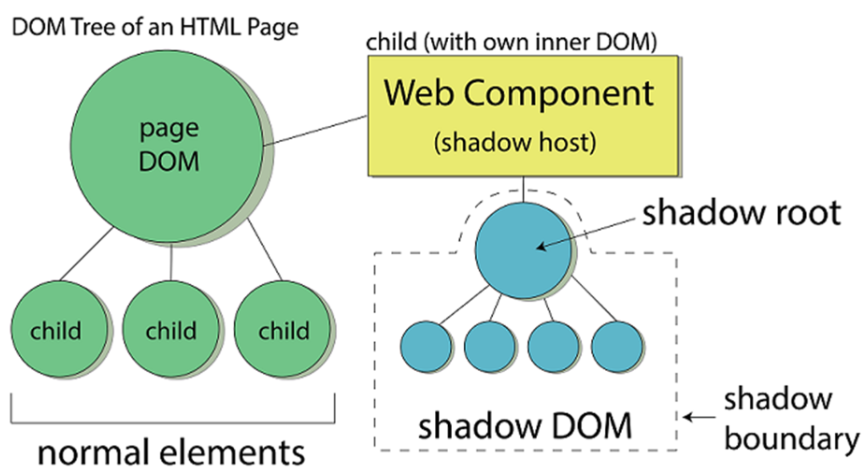 DOM Tree of an HTML Page
page
DOM
child
child
child
normal elements
child (with own inner DOM)
Web Component
(shadow host)
shadow root
shadow DOM
shadow
boundary